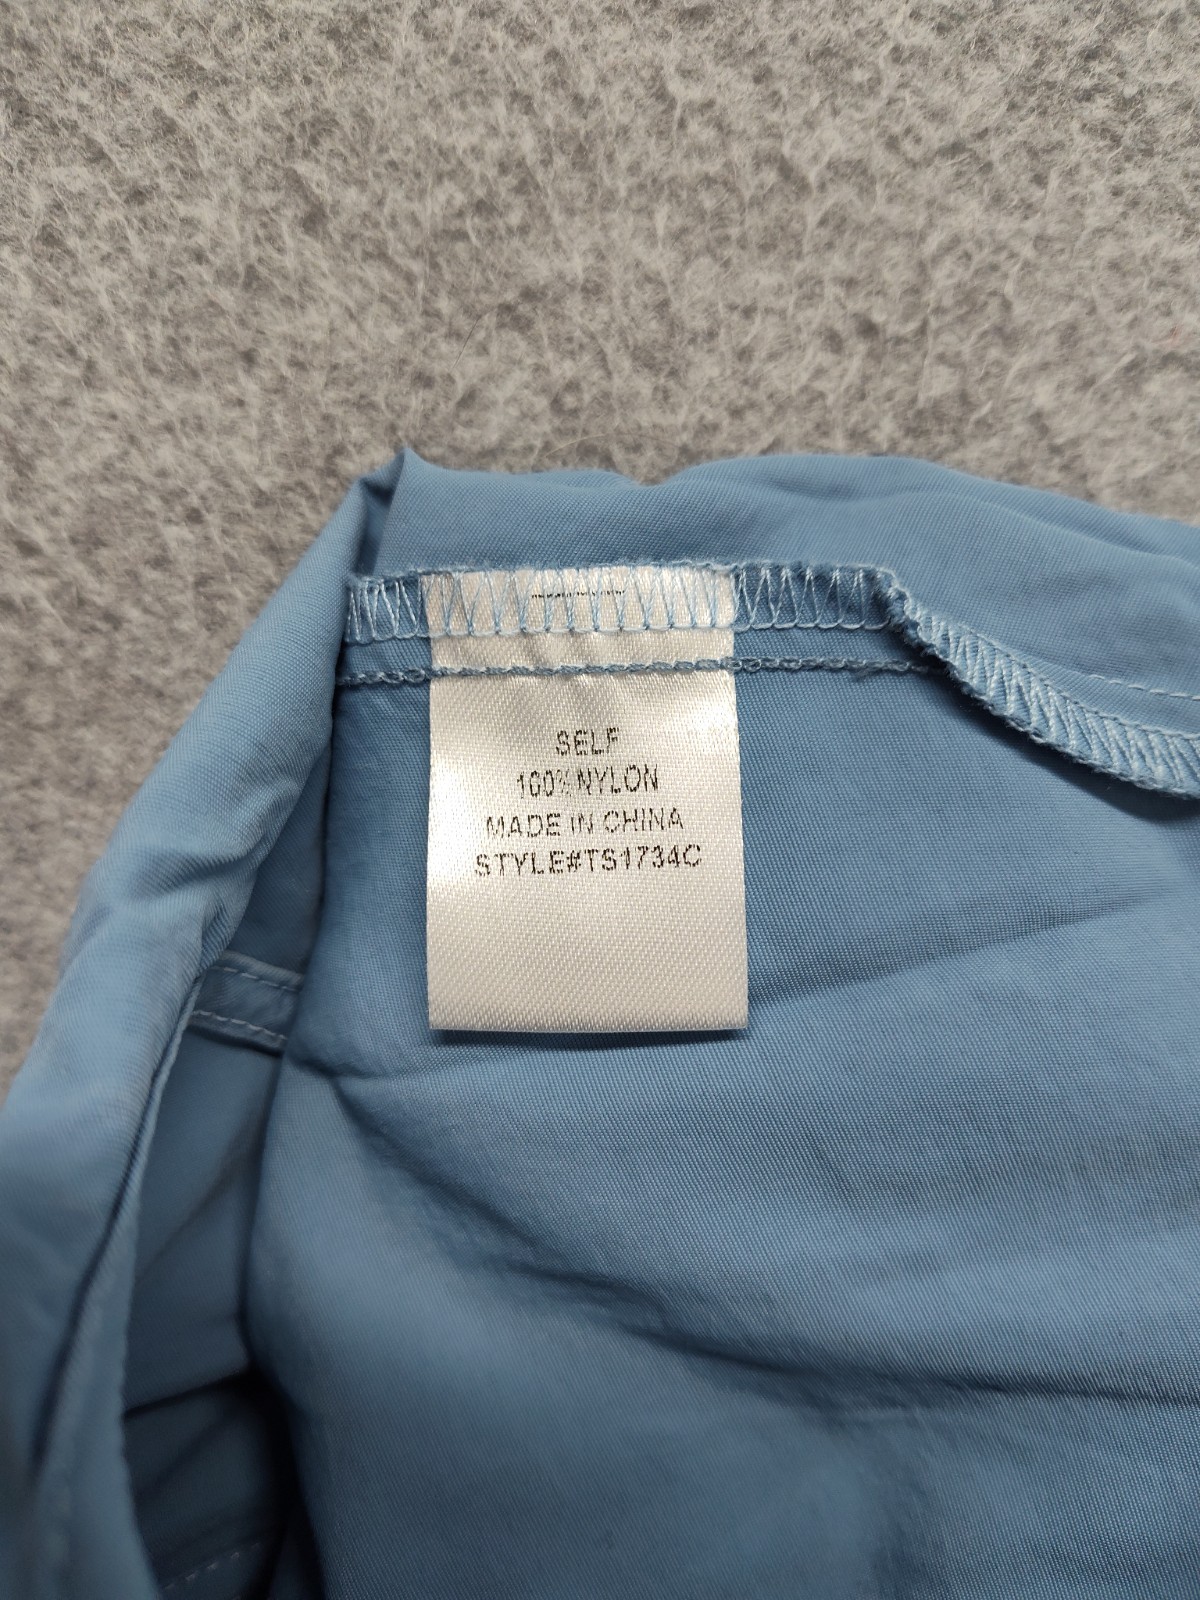 SELF
100% NYLON
MADE IN CHINA
STYLE#TS1734C